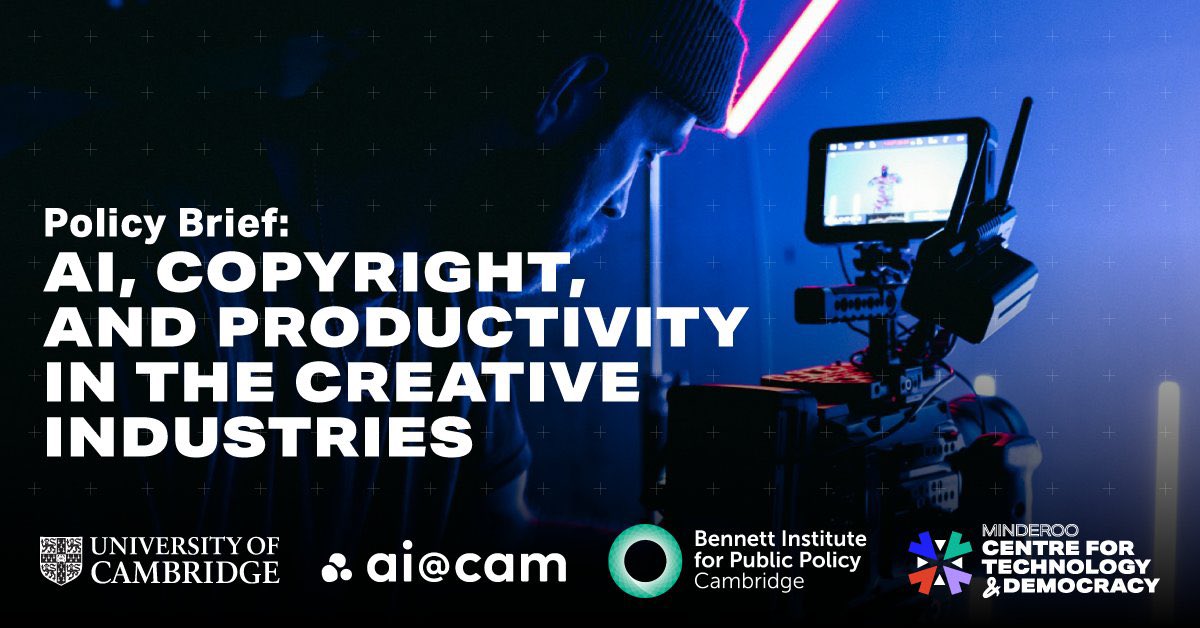 Policy Brief:
AI, COPYRIGHT,
AND PRODUCTIVITY
IN THE CREATIVE
INDUSTRIES
UNIVERSITY OF
CAMBRIDGE
ai@cam
Bennett Institute
for Public Policy
Cambridge
MINDEROO
CENTRE FOR
TECHNOLOGY
& DEMOCRACY